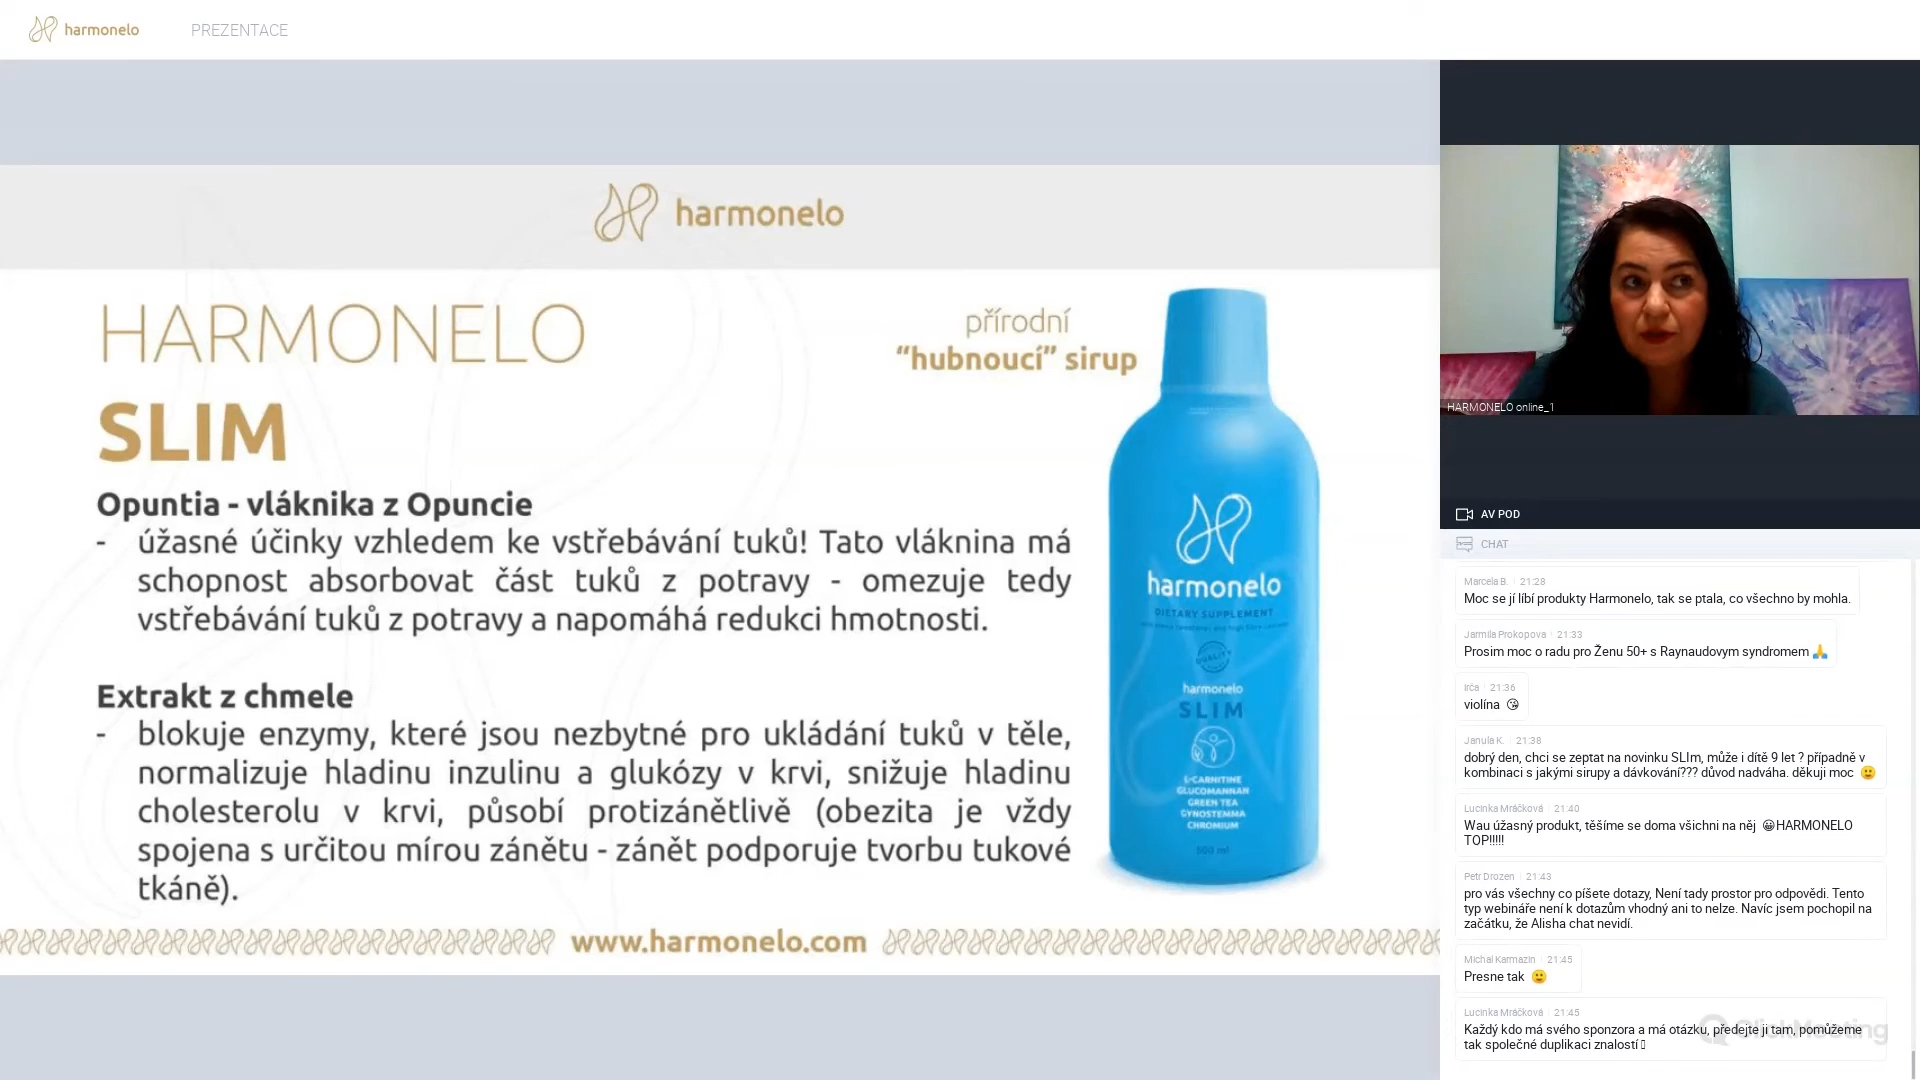 harmonelo
PREZENTACE
harmonelo
HARMONELO
SLIM
přírodní
“hubnoucí” sirup
Opuntia - vláknika z Opuncie
- úžasné účinky vzhledem ke vstřebávání tuků! Tato vláknina má
schopnost absorbovat část tuků z potravy - omezuje tedy
vstřebávání tuků z potravy a napomáhá redukci hmotnosti.
Extrakt z chmele
- blokuje enzymy, které jsou nezbytné pro ukládání tuků v těle,
normalizuje hladinu inzulinu a glukózy v krvi, snižuje hladinu
cholesterolu v krvi, působí protizánětlivě (obezita je vždy
spojena s určitou mírou zánětu - zánět podporuje tvorbu tukové
tkáně).
harmonelo
DIETARY SUPPLEMENT
QUALITY
harmonelo
SLIM
L-CARNITINE
GLUCOMANNAN
GREEN TEA
GYNOSTEMMA
CHROMIUM
500 ml
www.harmonelo.com
HARMONELO online_1
AV POD
CHAT
Marcela B. 21:28
Moc se jí líbí produkty Harmonelo, tak se ptala, co všechno by mohla.
Jarmila Prokopova 21:33
Prosim moc o radu pro Ženu 50+ s Raynaudovym syndromem 🙏
irča 21:36
violína 😘
Janula K. 21:38
dobrý den, chci se zeptat na novinku SLIm, může i dítě 9 let ? případně v
kombinaci s jakými sirupy a dávkování??? důvod nadváha. děkuji moc 🙂
Lucinka Mráčková 21:40
Wau úžasný produkt, těšíme se doma všichni na něj 😀HARMONELO
TOP!!!!!
Petr Drozen 21:43
pro vás všechny co píšete dotazy, Není tady prostor pro odpovědi. Tento
typ webináře není k dotazům vhodný ani to nelze. Navíc jsem pochopil na
začátku, že Alisha chat nevidí.
Michal Karmazin 21:45
Presne tak 🙂
Lucinka Mráčková 21:45
Každý kdo má svého sponzora a má otázku, předejte ji tam, pomůžeme
tak společné duplikaci znalostí
ClickMeeting